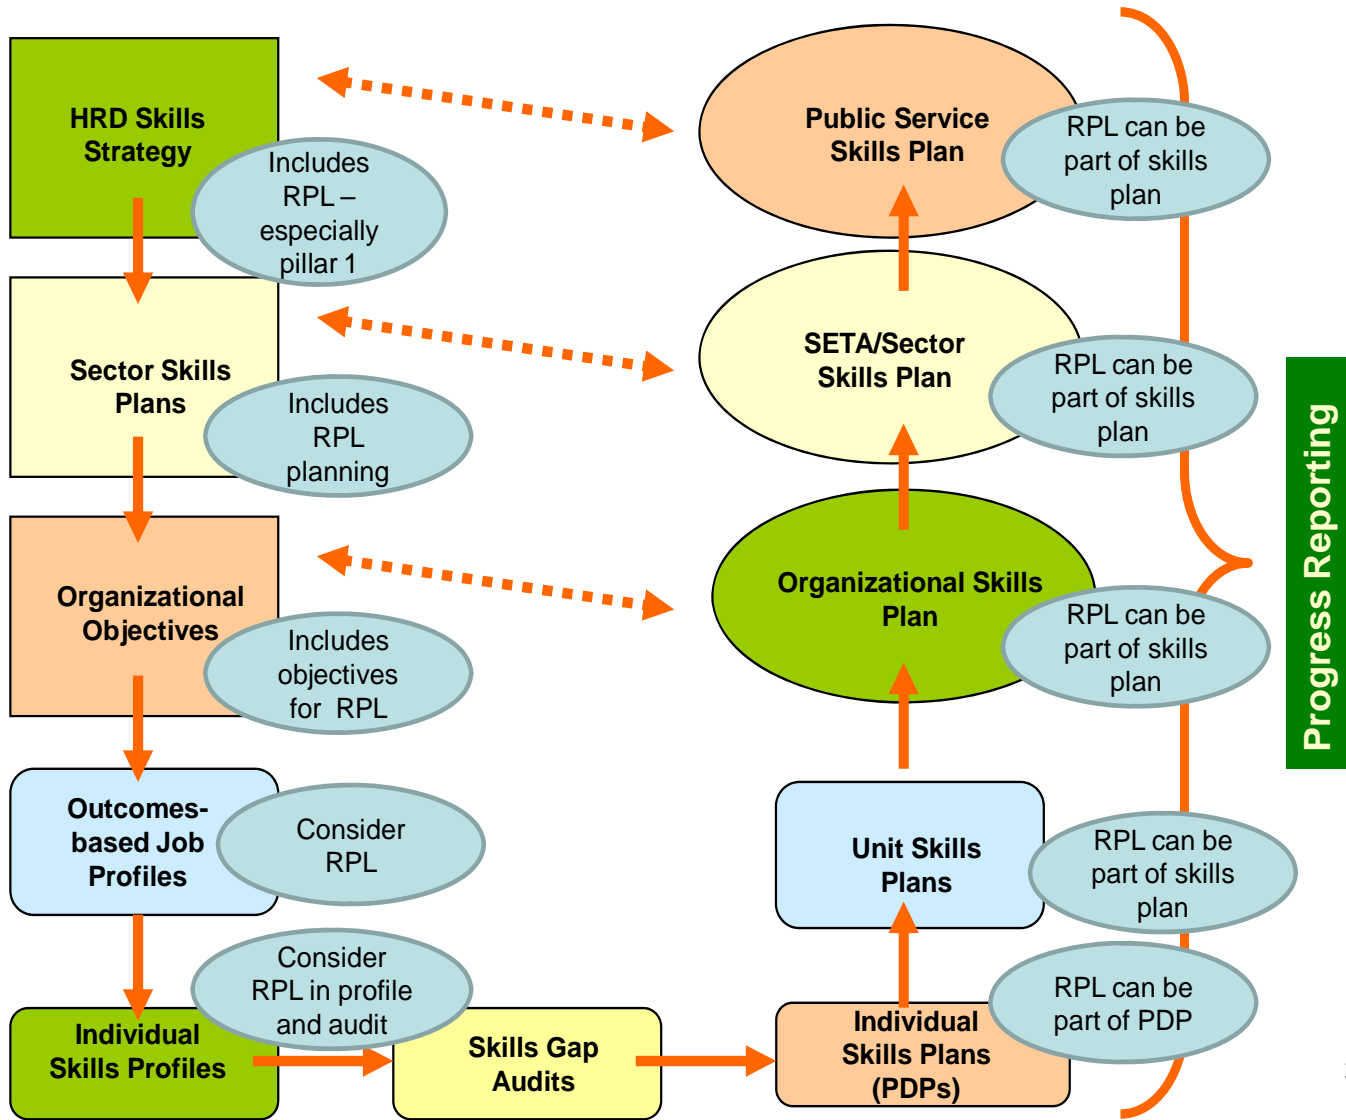 HRD Skills
Strategy
Includes
RPL –
especially
pillar 1
Sector Skills
Plans
Includes
RPL
planning
Organizational
Objectives
Includes
objectives
for RPL
Outcomes-
based Job
Profiles
Consider
RPL
Individual
Skills Profiles
Consider
RPL in profile
and audit
Skills Gap
Audits
Individual
Skills Plans
(PDPs)
RPL can be
part of PDP
Unit Skills
Plans
RPL can be
part of skills
plan
Organizational Skills
Plan
RPL can be
part of skills
plan
SETA/Sector
Skills Plan
RPL can be
part of skills
plan
Public Service
Skills Plan
RPL can be
part of skills
plan
Progress Reporting